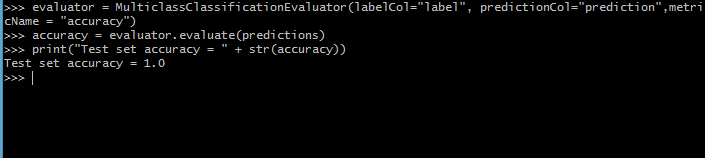 >>> evaluator = MulticlassClassificationEvaluator(labelCol="label", predictionCol="prediction",metri
cName = "accuracy")
>>> accuracy = evaluator.evaluate(predictions)
>>> print("Test set accuracy = " + str(accuracy))
Test set accuracy = 1.0
>>>